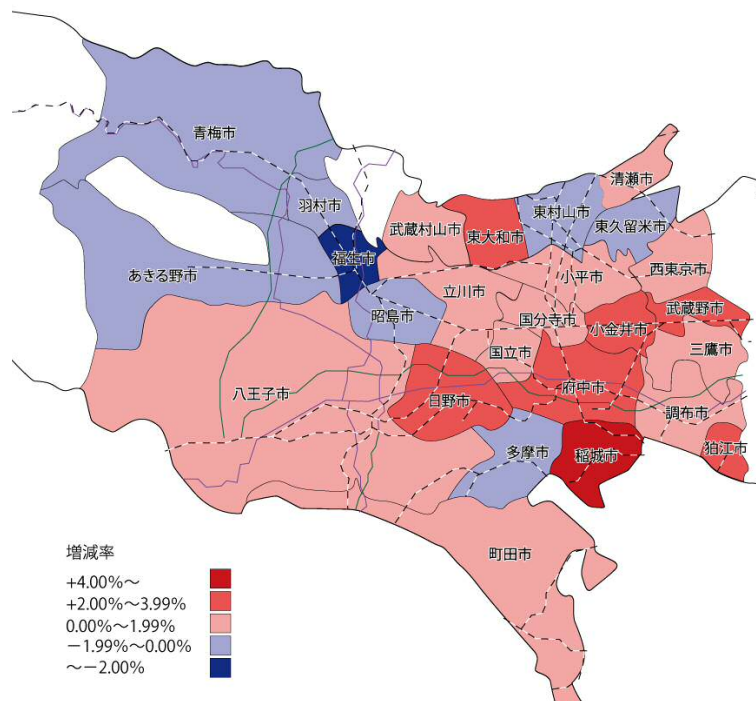 青梅市
清瀬市
羽村市
東村山市
東久留米市
武蔵村山市
東大和市
福生市
西東京市
あきる野市
小平市
立川市
武蔵野市
昭島市
国分寺市
小金井市
三鷹市
国立市
八王子市
日野市
府中市
調布市
多摩市
稲城市
狛江市
町田市
増減率
+4.00%～
+2.00%～3.99%
0.00%～1.99%
－1.99%～0.00%
～－2.00%